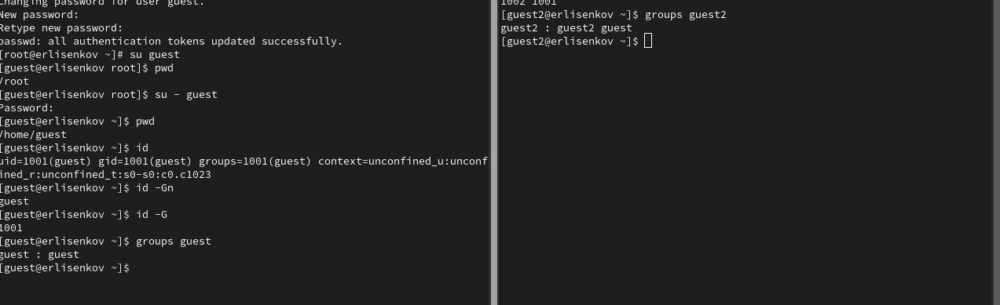 Changing password for user guest.
New password:
Retype new password:
passwd: all authentication tokens updated successfully.
[root@erlisenkov ~]# su guest
[guest@erlisenkov root]$ pwd
/root
[guest@erlisenkov root]$ su - guest
Password:
[guest@erlisenkov ~]$ pwd
/home/guest
[guest@erlisenkov ~]$ id
uid=1001(guest) gid=1001(guest) groups=1001(guest) context=unconfined_u:unconf
ined_r:unconfined_t:s0-s0:c0.c1023
[guest@erlisenkov ~]$ id -Gn
guest
[guest@erlisenkov ~]$ id -G
1001
[guest@erlisenkov ~]$ groups guest
guest : guest
[guest@erlisenkov ~]$
1002 1001
[guest2@erlisenkov ~]$ groups guest2
guest2 : guest2 guest
[guest2@erlisenkov ~]$